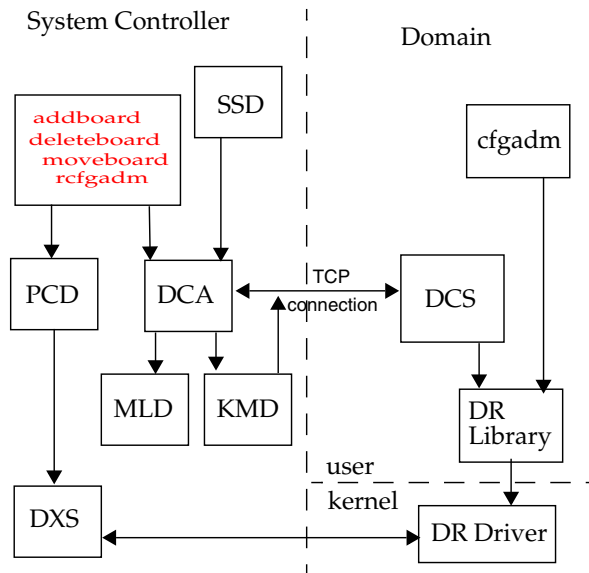 System Controller
Domain
addboard
deleteboard
moveboard
rcfgadm
SSD
cfgadm
PCD
DCA
TCP
connection
DCS
MLD
KMD
DR
Library
user
kernel
DXS
DR Driver